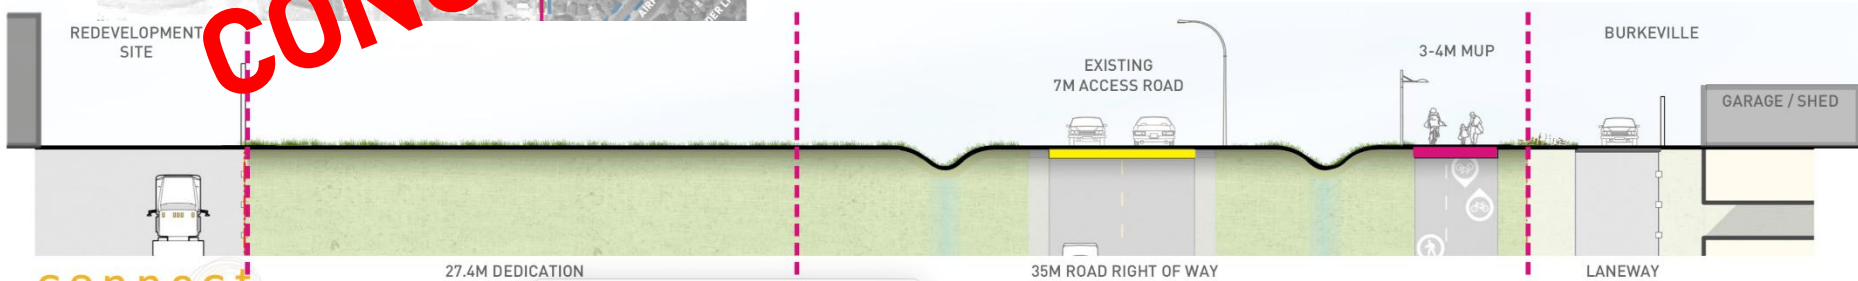 REDEVELOPMENT
SITE
EXISTING
7M ACCESS ROAD
3-4M MUP
BURKEVILLE
GARAGE / SHED
27.4M DEDICATION
35M ROAD RIGHT OF WAY
LANEWAY
connect